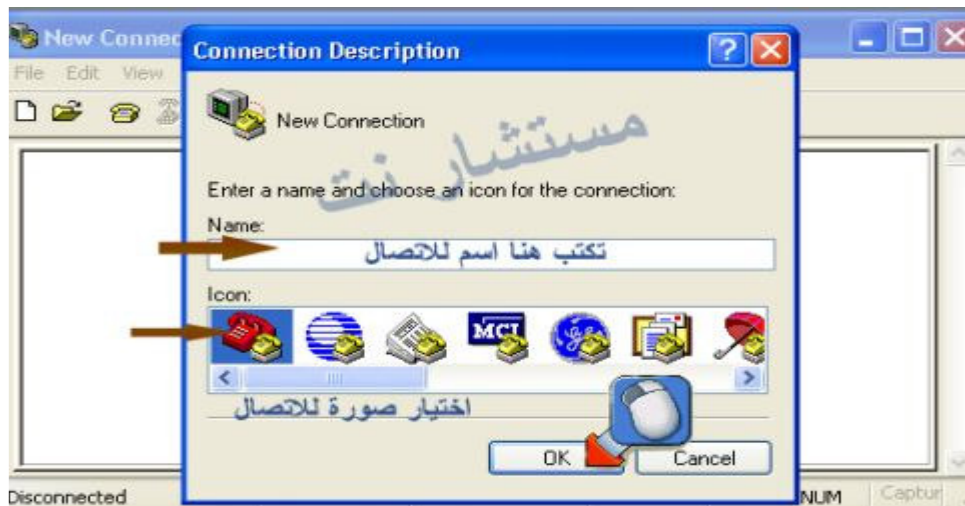 New Connec
Connection Description
File Edit View
New Connection
مستشار نت
Enter a name and choose an icon for the connection:
Name:
تكتب هنا اسم للاتصال
Icon:
MCI
اختيار صورة للاتصال
OK
Cancel
Disconnected
NUM
Captur